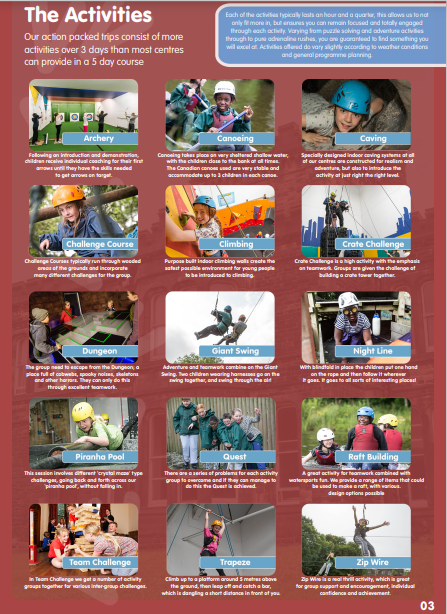 The Activities
Our action packed trips consist of more
activities over 3 days than most centres
can provide in a 5 day course
Each of the activities typically lasts an hour and a quarter, this allows us to not
only fit more in, but ensures you can remain focused and totally engaged
through each activity. Varying from puzzle solving and adventure activities
through to pure adrenaline rushes, you are guaranteed to find something you
will excel at. Activities offered do vary slightly according to weather conditions
and general programme planning.
Archery
Following an introduction and demonstration,
children receive individual coaching for their first
arrows until they have the skills needed
to get arrows on target.
Canoeing
Canoeing takes place on very sheltered shallow water,
with the children close to the bank at all times.
The Canadian canoes used are very stable and
accommodate up to 3 children in each canoe.
Caving
Specially designed indoor caving systems at all
of our centres are constructed for realism and
adventure, but also to introduce the
activity at just the right level.
Challenge Course
Challenge Courses typically run through wooded
areas of the grounds and incorporate
many different challenges for the group.
Climbing
Purpose built indoor climbing walls create the
safest possible environment for young people
to be introduced to climbing.
Crate Challenge
Crate Challenge is a high activity with the emphasis
on teamwork. Groups are given the challenge of
building a crate tower together.
Dungeon
The group need to escape from the Dungeon, a
place full of cobwebs, spooky noises, skeletons
and other horrors. They can only do this
through excellent teamwork.
Giant Swing
Adventure and teamwork combine on the Giant
Swing. Two children wearing harnesses go on the
swing together, and swing through the air!
Night Line
With blindfold in place the children put one hand
on the rope and then follow it wherever
it goes. It goes to all sorts of interesting places!
Piranha Pool
This session involves different 'crystal maze' type
challenges, going back and forth across our
'piranha pool', without falling in.
Quest
There are a series of problems for each activity
group to overcome and if they can manage to
do this the Quest is achieved.
Raft Building
A great activity for teamwork combined with
watersports fun. We provide a range of items that could
be used to make a raft, with various.
design options possible
Team Challenge
In Team Challenge we get a number of activity
groups together for various inter-group challenges.
Trapeze
Climb up to a platform around 5 metres above
the ground, then leap off and catch a bar,
which is dangling a short distance in front of you.
Zip Wire
Zip Wire is a real thrill activity, which is great
for group support and encouragement, individual
confidence and achievement.
03